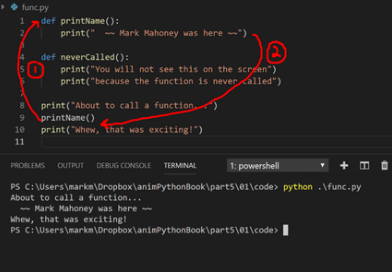 func.py
1 def printName():
2 print(" ~~ Mark Mahoney was here ~~")
2
3
4 def neverCalled():
1
5 print("You will not see this on the screen")
6 print("because the function is never called")
7
8 print("About to call a function...")
9 printName()
10 print("Whew, that was exciting!")
11
PROBLEMS OUTPUT DEBUG CONSOLE TERMINAL 1: powershell
PS C:\Users\markm\Dropbox\animPythonBook\part5\01\code> python .\func.py
About to call a function...
~~ Mark Mahoney was here ~~
Whew, that was exciting!
PS C:\Users\markm\Dropbox\animPythonBook\part5\01\code>